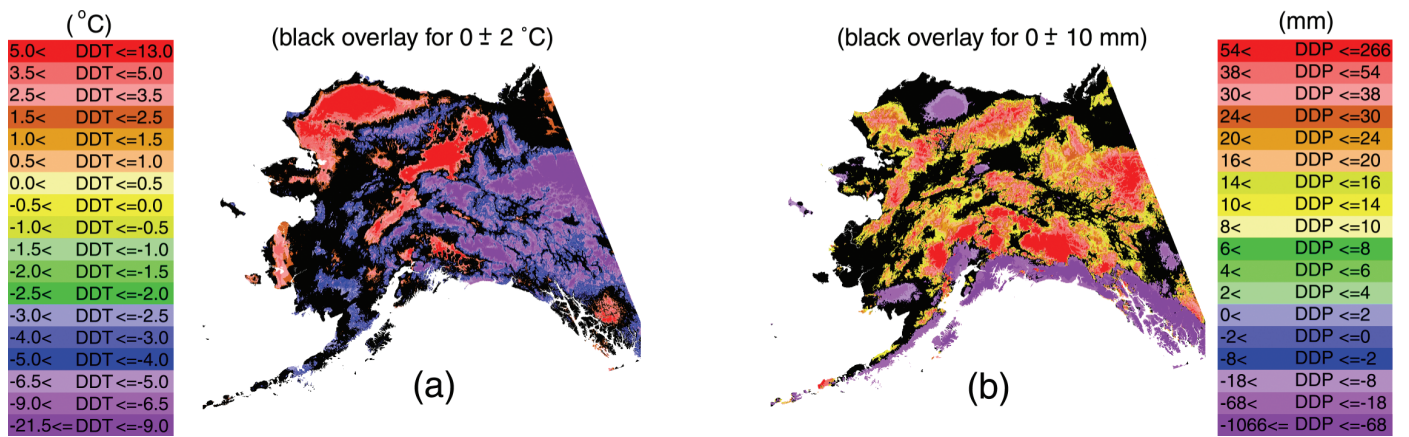 (°C)
5.0< DDT <=13.0
3.5< DDT <=5.0
2.5< DDT <=3.5
1.5< DDT <=2.5
1.0< DDT <=1.5
0.5< DDT <=1.0
0.0< DDT <=0.5
-0.5< DDT <=0.0
-1.0< DDT <=-0.5
-1.5< DDT <=-1.0
-2.0< DDT <=-1.5
-2.5< DDT <=-2.0
-3.0< DDT <=-2.5
-4.0< DDT <=-3.0
-5.0< DDT <=-4.0
-6.5< DDT <=-5.0
-9.0< DDT <=-6.5
-21.5<= DDT <=-9.0
(black overlay for 0 ± 2 °C)
(a)
(black overlay for 0 ± 10 mm)
(b)
(mm)
54< DDP <=266
38< DDP <=54
30< DDP <=38
24< DDP <=30
20< DDP <=24
16< DDP <=20
14< DDP <=16
10< DDP <=14
8< DDP <=10
6< DDP <=8
4< DDP <=6
2< DDP <=4
0< DDP <=2
-2< DDP <=0
-8< DDP <=-2
-18< DDP <=-8
-68< DDP <=-18
-1066<= DDP <=-68